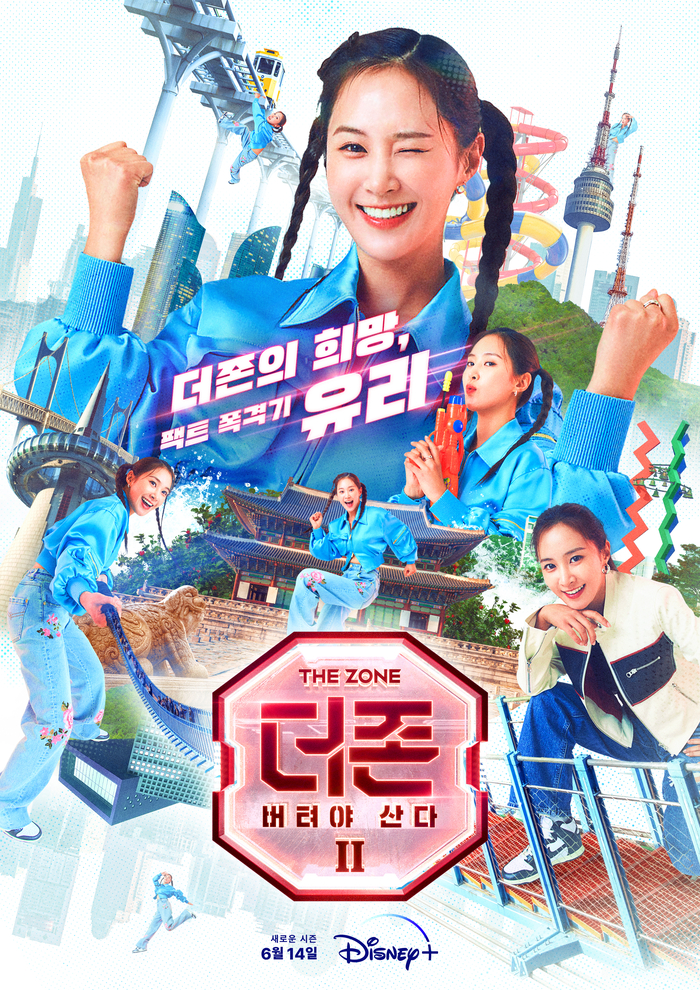 더존의 희망,
팩트 폭격기 유리
THE ZONE
더존
버텨야 산다
II
새로운 시즌
6월 14일
Disney+